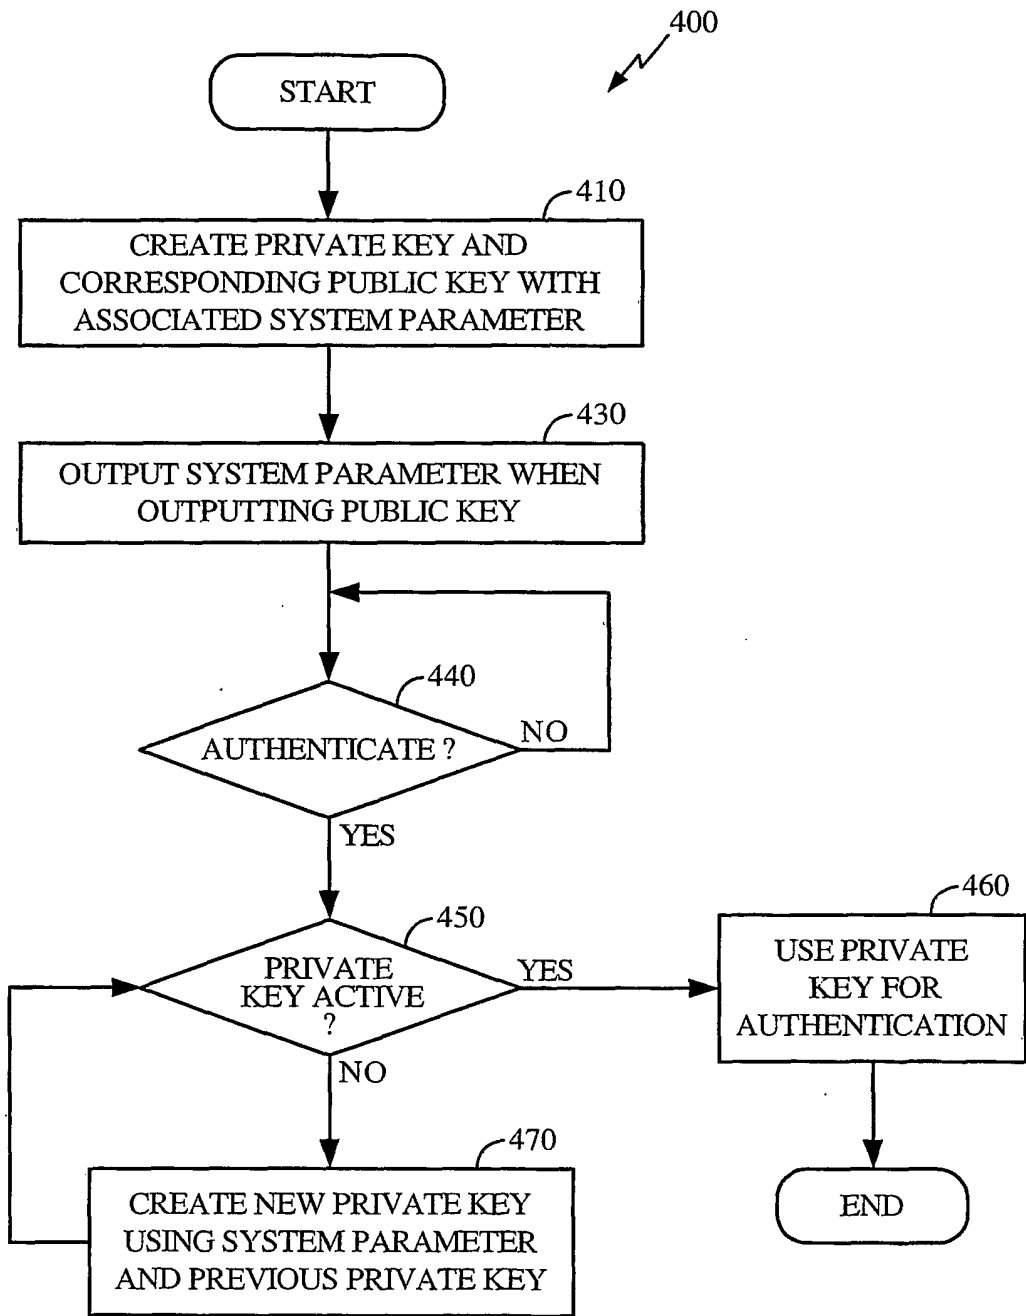 400
START
410
CREATE PRIVATE KEY AND
CORRESPONDING PUBLIC KEY WITH
ASSOCIATED SYSTEM PARAMETER
430
OUTPUT SYSTEM PARAMETER WHEN
OUTPUTTING PUBLIC KEY
440
AUTHENTICATE ?
NO
YES
450
PRIVATE
KEY ACTIVE
?
YES
NO
460
USE PRIVATE
KEY FOR
AUTHENTICATION
470
CREATE NEW PRIVATE KEY
USING SYSTEM PARAMETER
AND PREVIOUS PRIVATE KEY
END